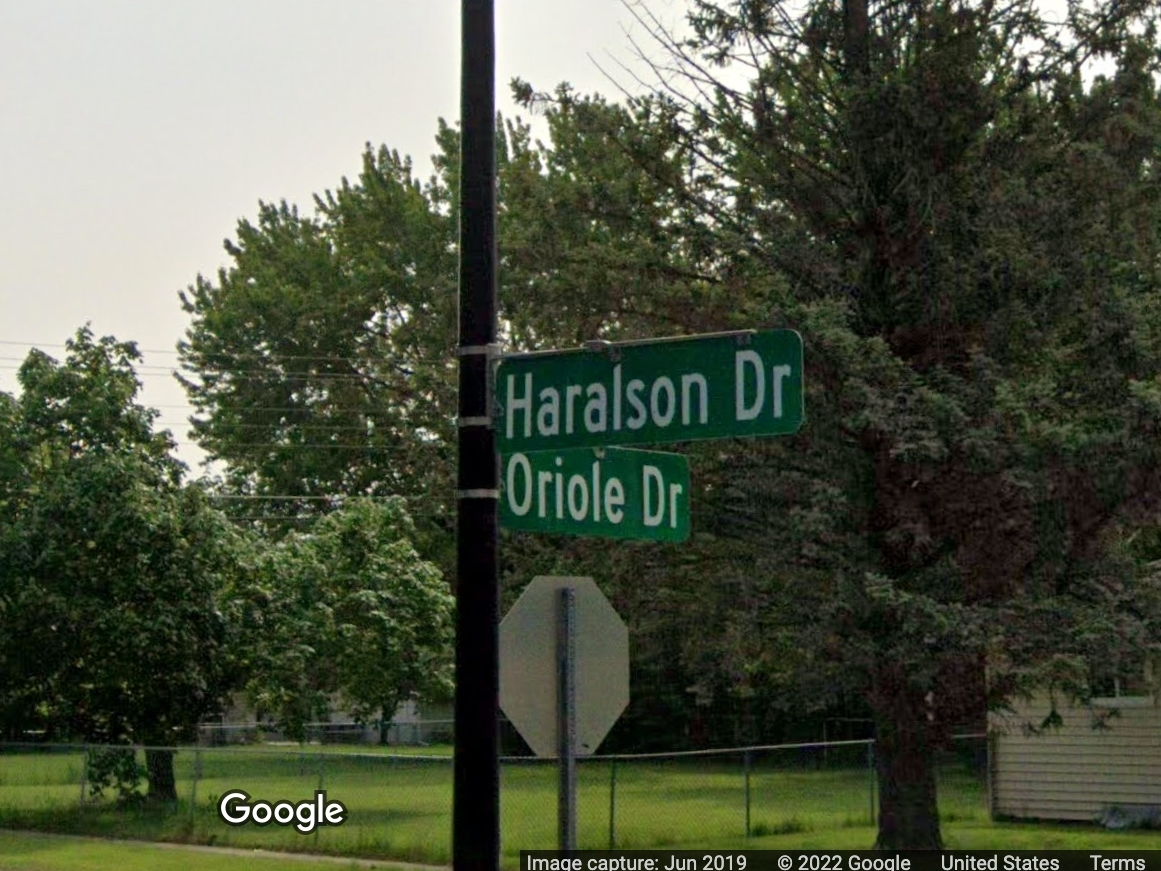 Haralson Dr
Oriole Dr
Google
Image capture: Jun 2019 © 2022 Google United States Terms